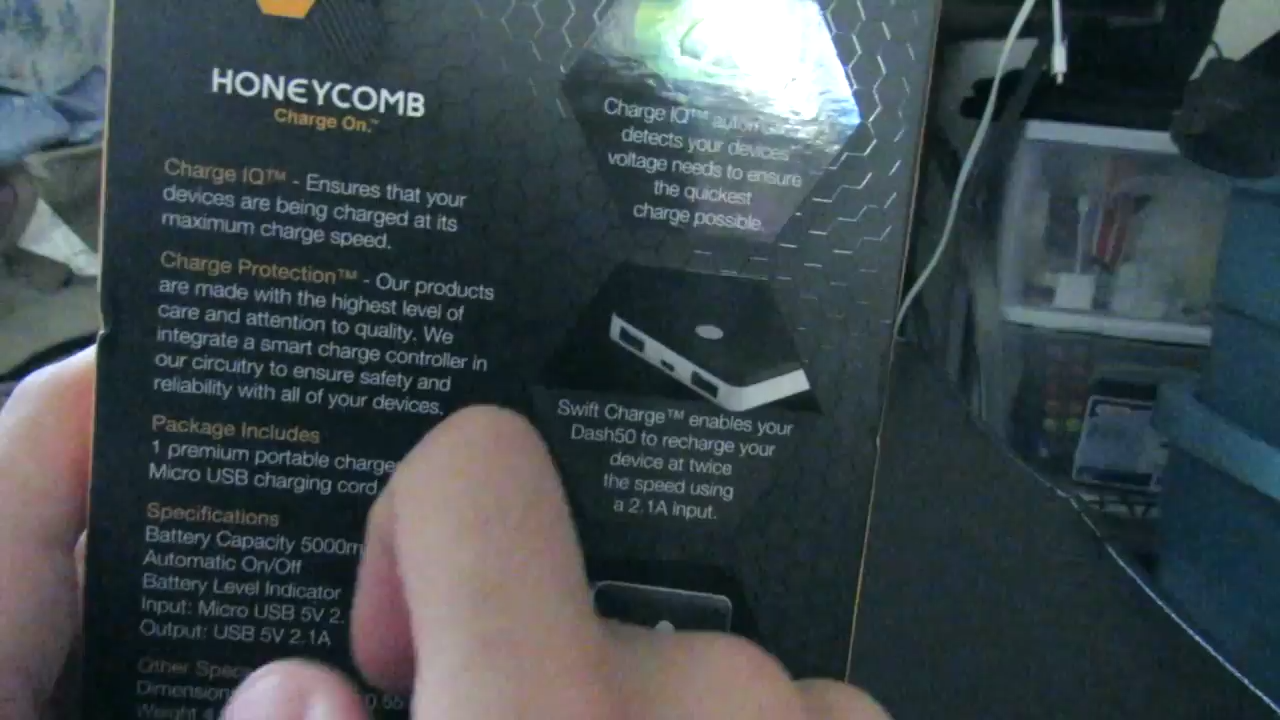 HONEYCOMB
Charge On.™
Charge IQ™ - Ensures that your
devices are being charged at its
maximum charge speed.
Charge Protection™ - Our products
are made with the highest level of
care and attention to quality. We
integrate a smart charge controller in
our circuitry to ensure safety and
reliability with all of your devices.
Package Includes
1 premium portable
Micro USB charging cord
Specifications
Battery Capacity
Automatic On/Off
Battery Level Indicator
Input: Micro USB 5V
Output: USB 5V 2.1A
Other
Weight
Charge IQ™
detects your devices
voltage needs to ensure
the quickest
charge possible.
Swift Charge™ enables your
Dash50 to recharge your
device at twice
the speed using
a 2.1A input.